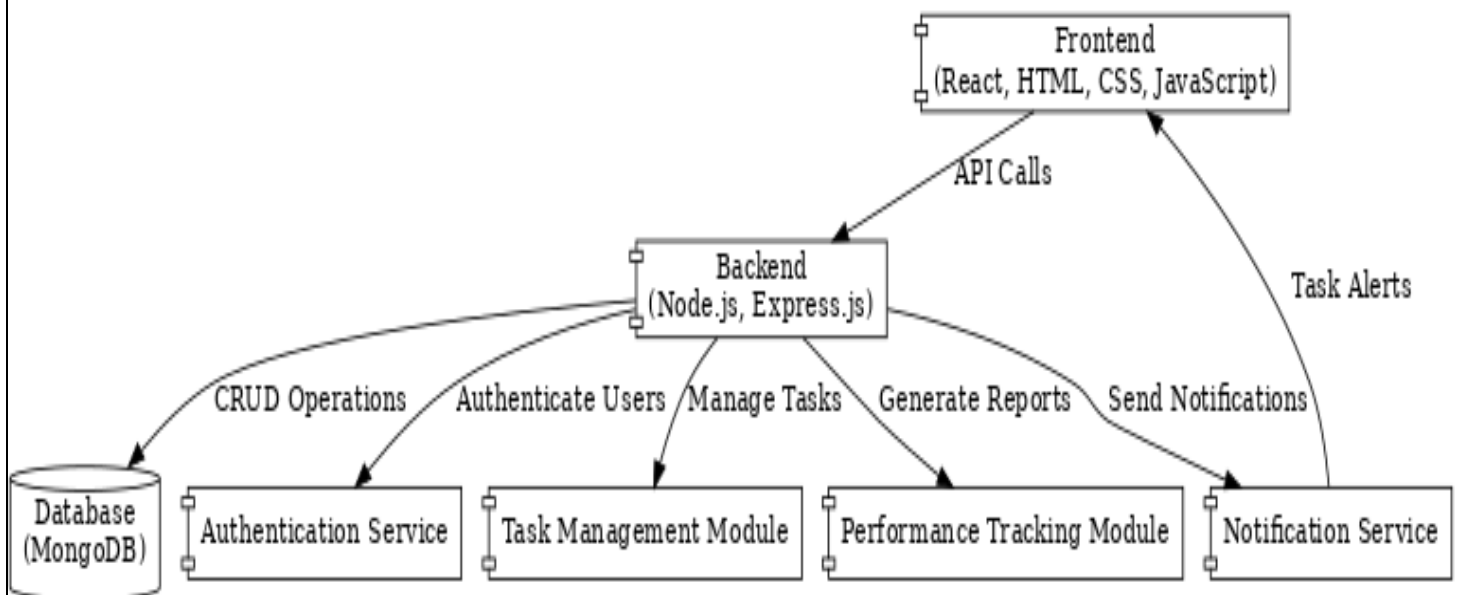 Frontend
(React, HTML, CSS, JavaScript)
API Calls
Backend
(Node.js, Express.js)
Task Alerts
CRUD Operations
Authenticate Users
Manage Tasks
Generate Reports
Send Notifications
Database
(MongoDB)
Authentication Service
Task Management Module
Performance Tracking Module
Notification Service